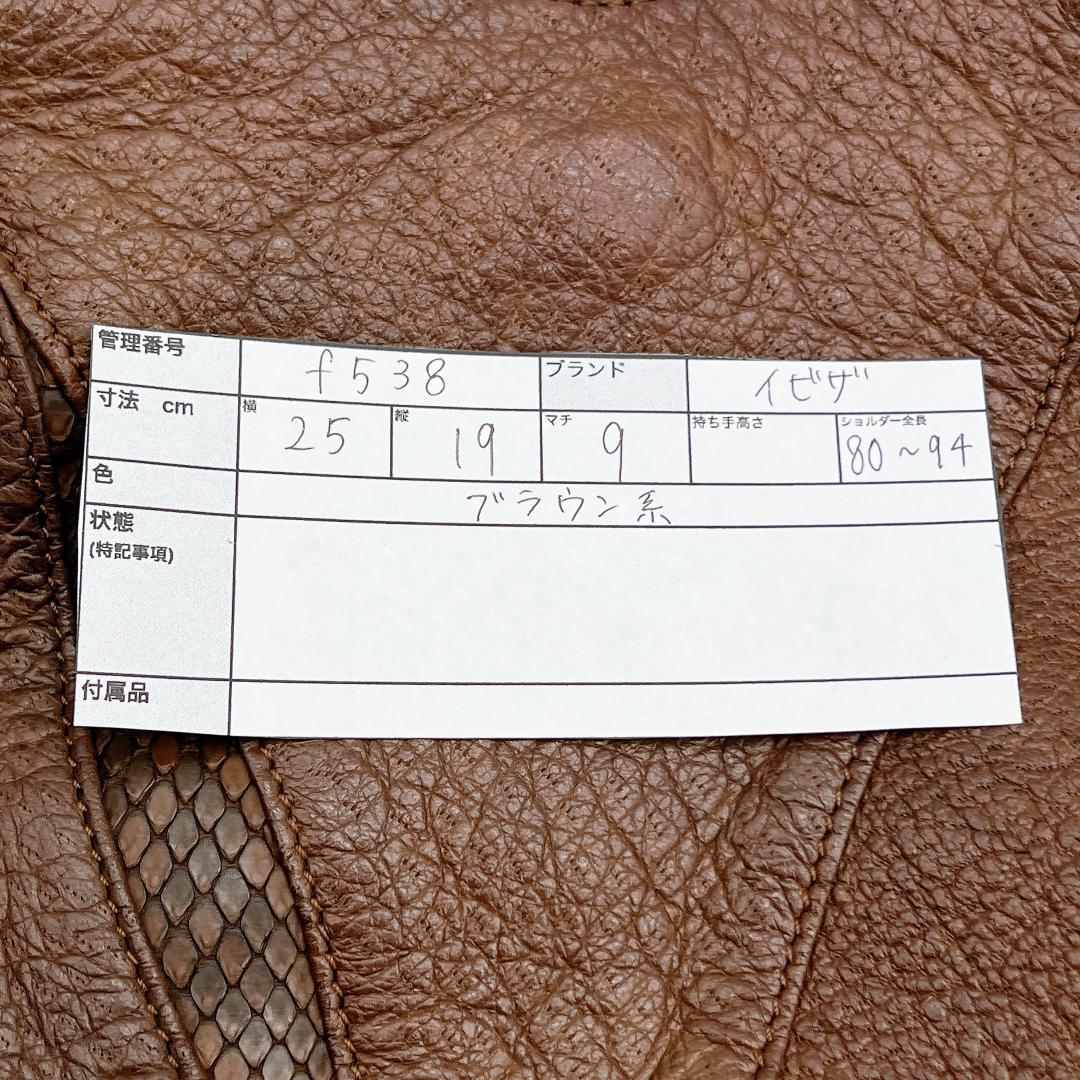 管理番号 f538 ブランド イビザ
寸法 cm 横 25 縦 19 マチ 9 持ち手高さ ショルダー全長 80~94
色 ブラウン系
状態
(特記事項)
付属品